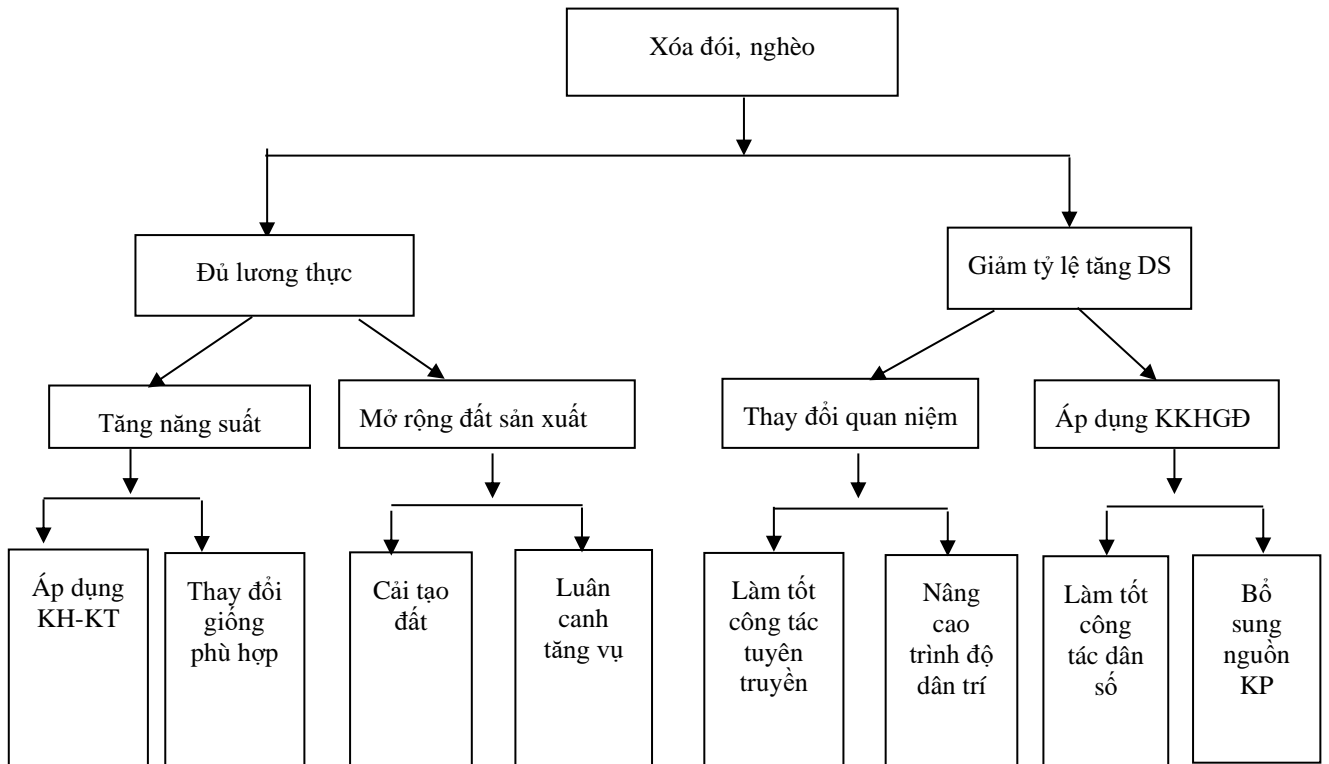 Xóa đói, nghèo
Đủ lương thực
Giảm tỷ lệ tăng DS
Tăng năng suất
Mở rộng đất sản xuất
Thay đổi quan niệm
Áp dụng KKHGĐ
Áp dụng
KH-KT
Thay đổi
giống
phù hợp
Cải tạo
đất
Luân
canh
tăng vụ
Làm tốt
công tác
tuyên
truyền
Nâng
cao
trình độ
dân trí
Làm tốt
công
tác dân
số
Bổ
sung
nguồn
KP